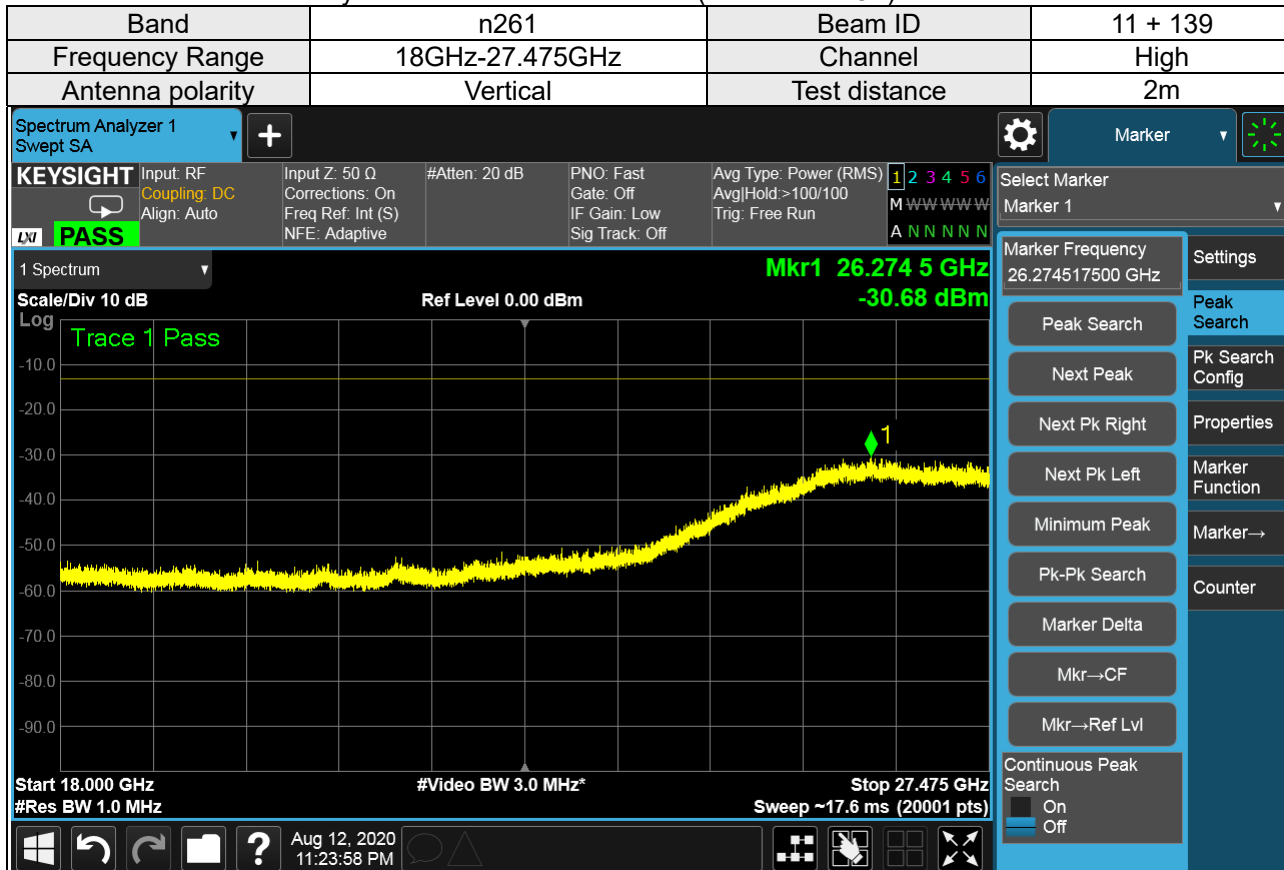 Band n261 Beam ID 11 + 139
Frequency Range 18GHz-27.475GHz Channel High
Antenna polarity Vertical Test distance 2m
Spectrum Analyzer 1
Swept SA
+
Marker
KEYSIGHT
LXI PASS
Input: RF
Coupling: DC
Align: Auto
Input Z: 50 Ω
Corrections: On
Freq Ref: Int (S)
NFE: Adaptive
#Atten: 20 dB
PNO: Fast
Gate: Off
IF Gain: Low
Sig Track: Off
Avg Type: Power (RMS)
Avg|Hold:>100/100
Trig: Free Run
1 2 3 4 5 6
M W W W W W
A N N N N N
Select Marker
Marker 1
1 Spectrum
Mkr1 26.274 5 GHz
-30.68 dBm
Scale/Div 10 dB
Ref Level 0.00 dBm
Log
Trace 1 Pass
-10.0
-20.0
-30.0
-40.0
-50.0
-60.0
-70.0
-80.0
-90.0
1
Start 18.000 GHz
#Res BW 1.0 MHz
#Video BW 3.0 MHz*
Stop 27.475 GHz
Sweep ~17.6 ms (20001 pts)
Marker Frequency
26.274517500 GHz
Peak Search
Next Peak
Next Pk Right
Next Pk Left
Minimum Peak
Pk-Pk Search
Marker Delta
Mkr→CF
Mkr→Ref Lvl
Continuous Peak
Search
On
Off
Settings
Peak
Search
Pk Search
Config
Properties
Marker
Function
Marker→
Counter
?
Aug 12, 2020
11:23:58 PM